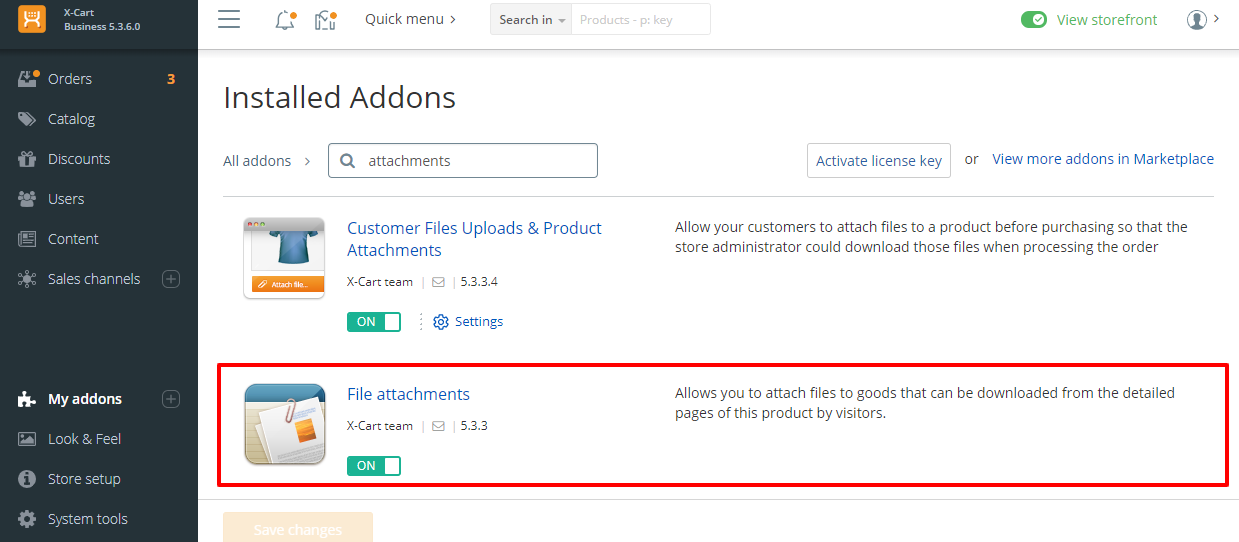 X-Cart
Business 5.3.6.0
Quick menu
Search in
Products - p: key
View storefront
Orders
3
Catalog
Discounts
Users
Content
Sales channels
My addons
Look & Feel
Store setup
System tools
Installed Addons
All addons
attachments
Activate license key
or
View more addons in Marketplace
Attach file...
Customer Files Uploads & Product
Attachments
X-Cart team
5.3.3.4
ON
Settings
Allow your customers to attach files to a product before purchasing so that the
store administrator could download those files when processing the order
File attachments
X-Cart team
5.3.3
ON
Allows you to attach files to goods that can be downloaded from the detailed
pages of this product by visitors.
Save changes